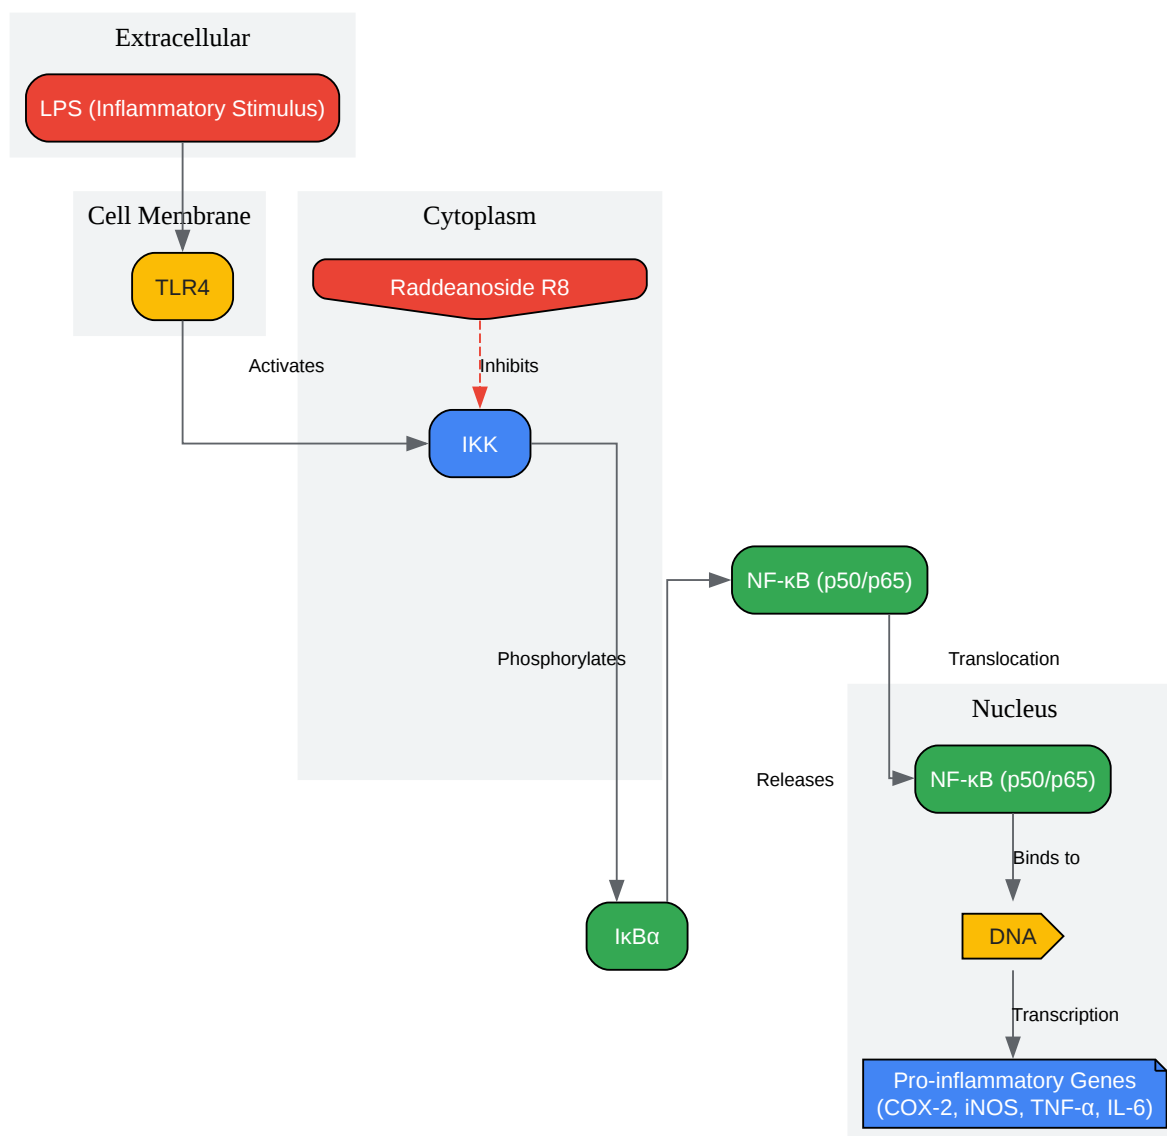 Extracellular
LPS (Inflammatory Stimulus)
Cell Membrane
Cytoplasm
TLR4
Raddeanoside R8
Activates
Inhibits
IKK
NF-κB (p50/p65)
Phosphorylates
Translocation
Nucleus
Releases
NF-κB (p50/p65)
Binds to
IκBα
DNA
Transcription
Pro-inflammatory Genes
(COX-2, iNOS, TNF-α, IL-6)